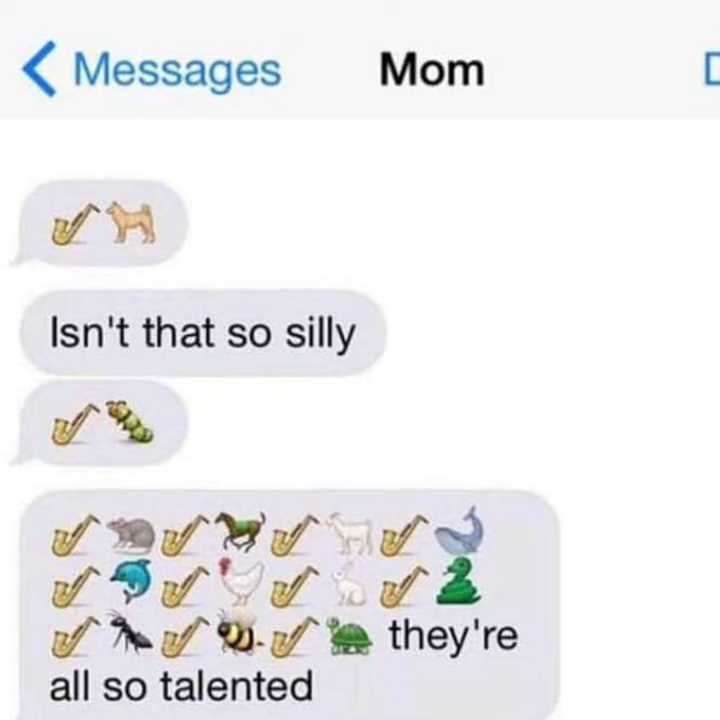 Messages
Mom
🎷🐕
Isn't that so silly
🎷🐛
🎷🐀🎷🐎🎷🐐🎷🐋
🎷🐬🎷🐓🎷🐇🎷🐍
🎷🐜🎷🐝🎷🐢 they're
all so talented